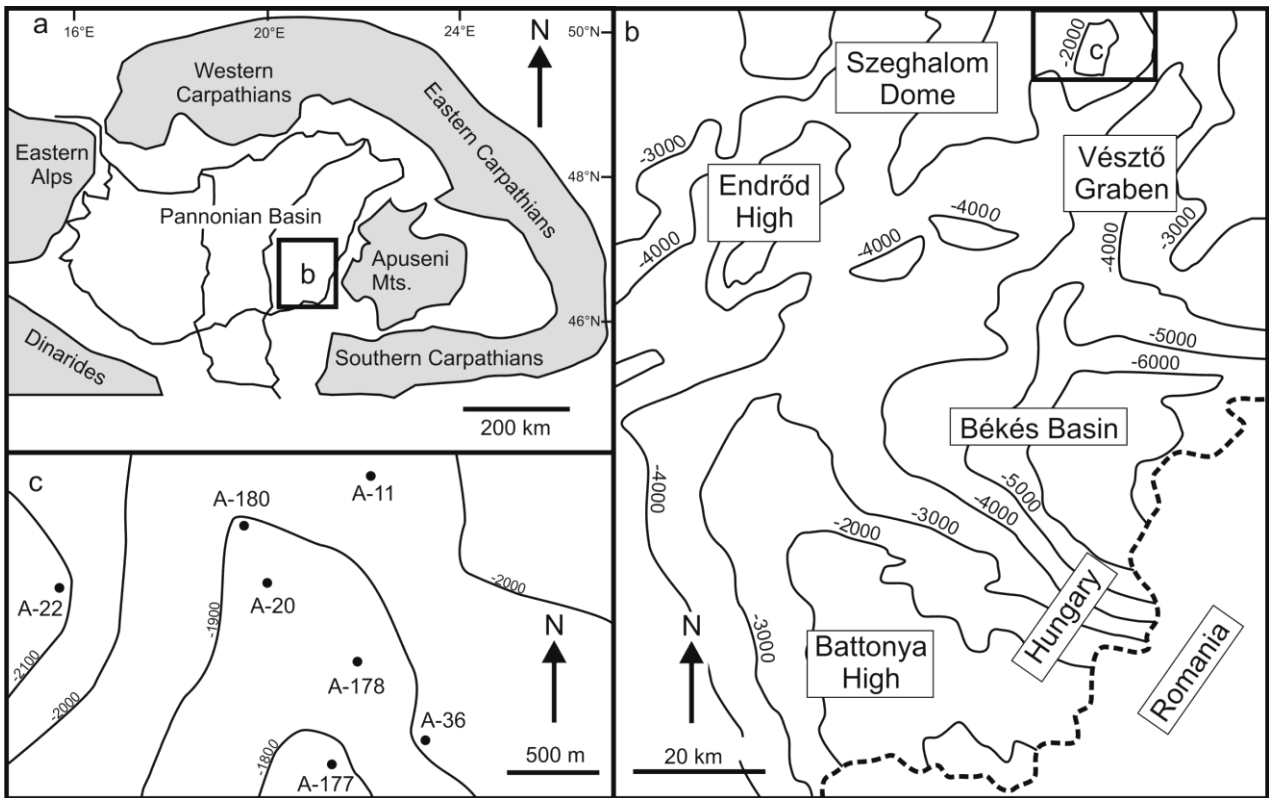 a
16°E
20°E
24°E
N
50°N
Western
Carpathians
Eastern Carpathians
Eastern
Alps
48°N
Pannonian Basin
b
Apuseni
Mts.
46°N
Dinarides
Southern Carpathians
200 km
c
A-180
A-11
A-22
A-20
-2000
-1900
A-178
N
-2100
-2000
A-36
-1800
A-177
500 m
b
-2000
c
Szeghalom
Dome
-3000
Endrőd
High
Vésztő
Graben
-4000
-4000
-4000
-3000
-4000
-5000
-6000
Békés Basin
-4000
-5000
-4000
-3000
-2000
Hungary
N
-3000
Battonya
High
Romania
20 km